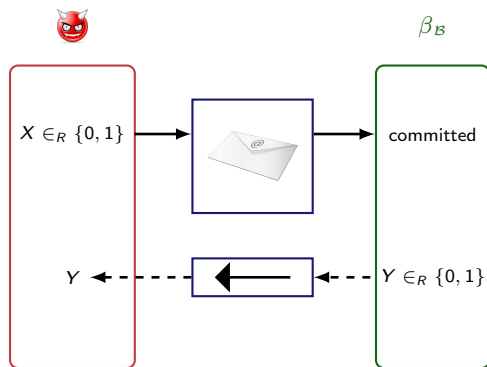 β_ℬ
X ∈_R {0, 1}
@
committed
Y
Y ∈_R {0, 1}